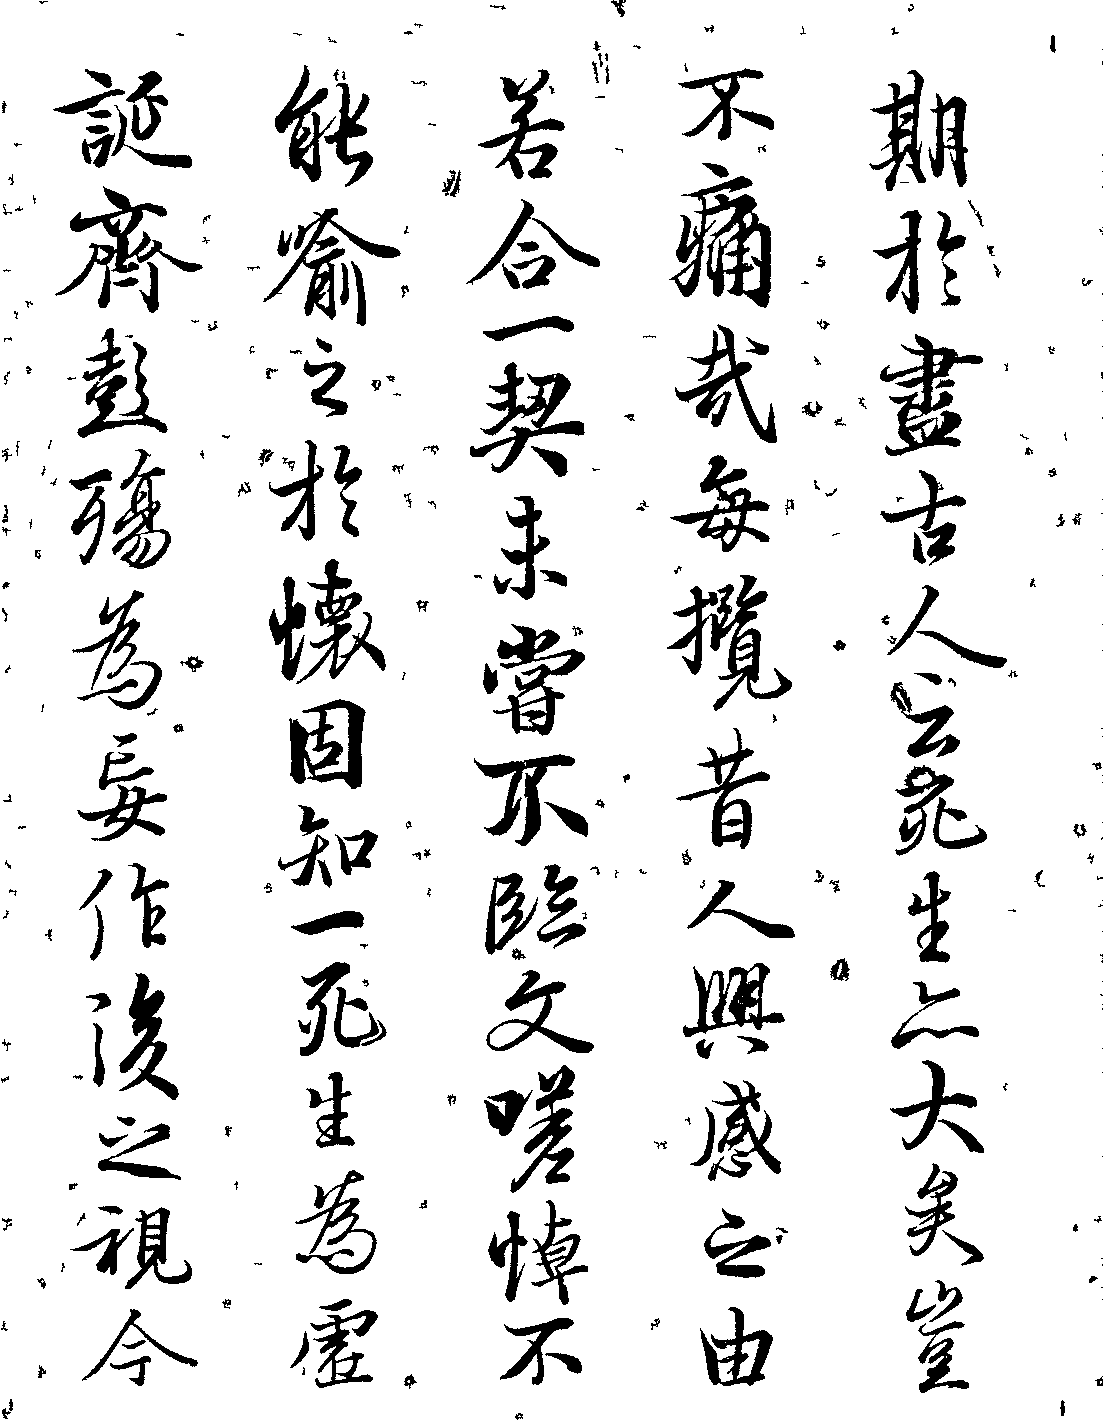 期於盡古人云死生亦大矣豈
不痛哉每攬昔人興感之由
若合一契未嘗不臨文嗟悼不
能喻之於懷固知一死生為虛
誕齊彭殤為妄作後之視今